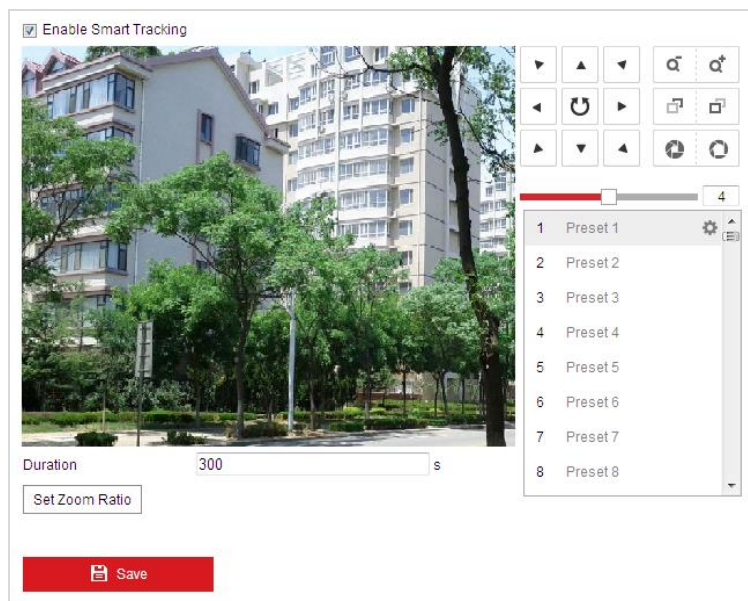 Enable Smart Tracking
4
1 Preset 1
2 Preset 2
3 Preset 3
4 Preset 4
5 Preset 5
6 Preset 6
7 Preset 7
8 Preset 8
Duration 300 s
Set Zoom Ratio
Save